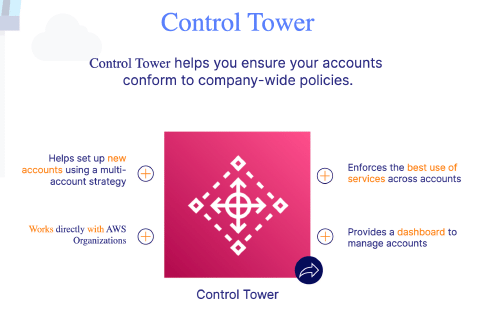 Control Tower
Control Tower helps you ensure your accounts
conform to company-wide policies.
Helps set up new
accounts using a multi-
account strategy
Works directly with AWS
Organizations
Enforces the best use of
services across accounts
Provides a dashboard to
manage accounts
Control Tower